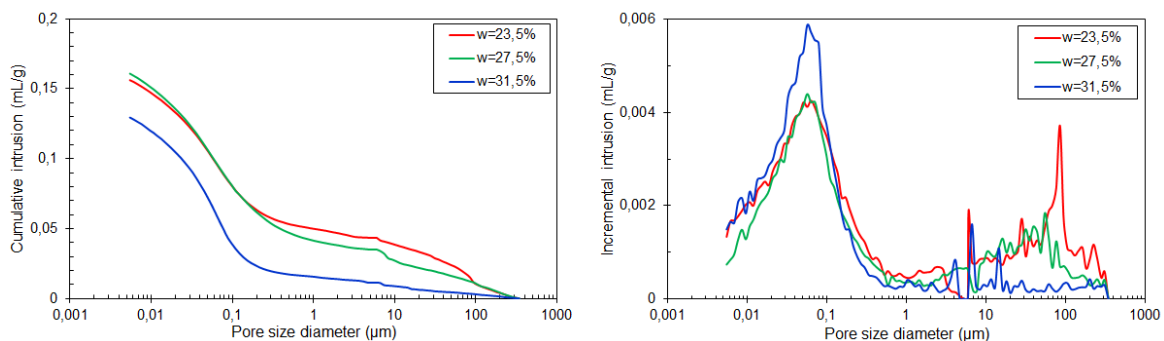 0,2
0,15
0,1
0,05
0
Cumulative intrusion (mL/g)
w=23,5%
w=27,5%
w=31,5%
0,001 0,01 0,1 1 10 100 1000
Pore size diameter (µm)
0,006
0,004
0,002
0
Incremental intrusion (mL/g)
w=23,5%
w=27,5%
w=31,5%
0,001 0,01 0,1 1 10 100 1000
Pore size diameter (µm)